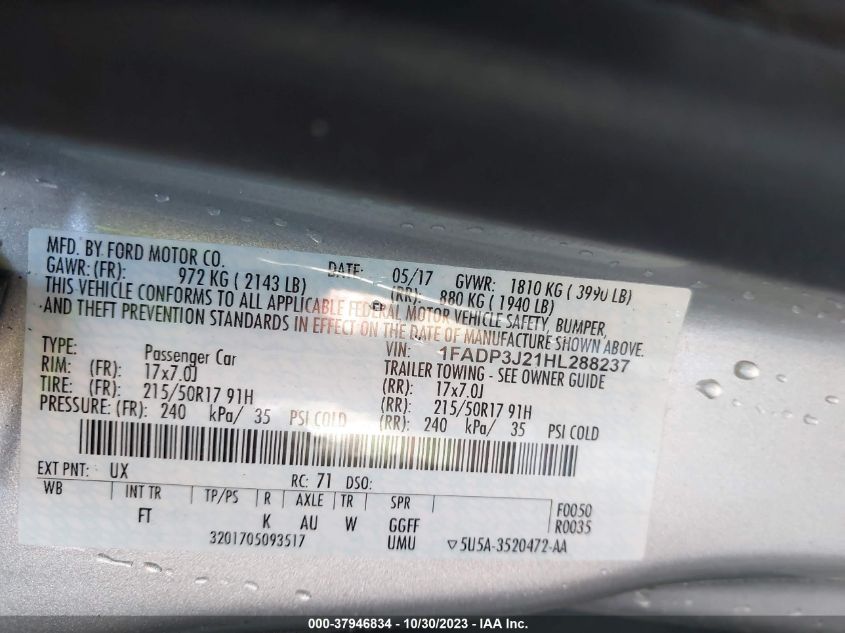 MFD. BY FORD MOTOR CO. DATE: 05/17 GVWR: 1810 KG ( 3990 LB)
GAWR: (FR): 972 KG ( 2143 LB) (RR): 880 KG ( 1940 LB)
THIS VEHICLE CONFORMS TO ALL APPLICABLE FEDERAL MOTOR VEHICLE SAFETY, BUMPER,
AND THEFT PREVENTION STANDARDS IN EFFECT ON THE DATE OF MANUFACTURE SHOWN ABOVE.
VIN: 1FADP3J21HL288237
TYPE: Passenger Car TRAILER TOWING - SEE OWNER GUIDE
RIM: (FR): 17x7.0J (RR): 17x7.0J
TIRE: (FR): 215/50R17 91H (RR): 215/50R17 91H
PRESSURE: (FR): 240 kPa/ 35 PSI COLD (RR): 240 kPa/ 35 PSI COLD
EXT PNT: UX RC: 71 DSO:
WB INT TR TP/PS R AXLE TR SPR F0050
FT K AU W GGFF R0035
3201705093517 UMU ▽5U5A-3520472-AA
000-37946834 / 10/30/2023 - IAA Inc.